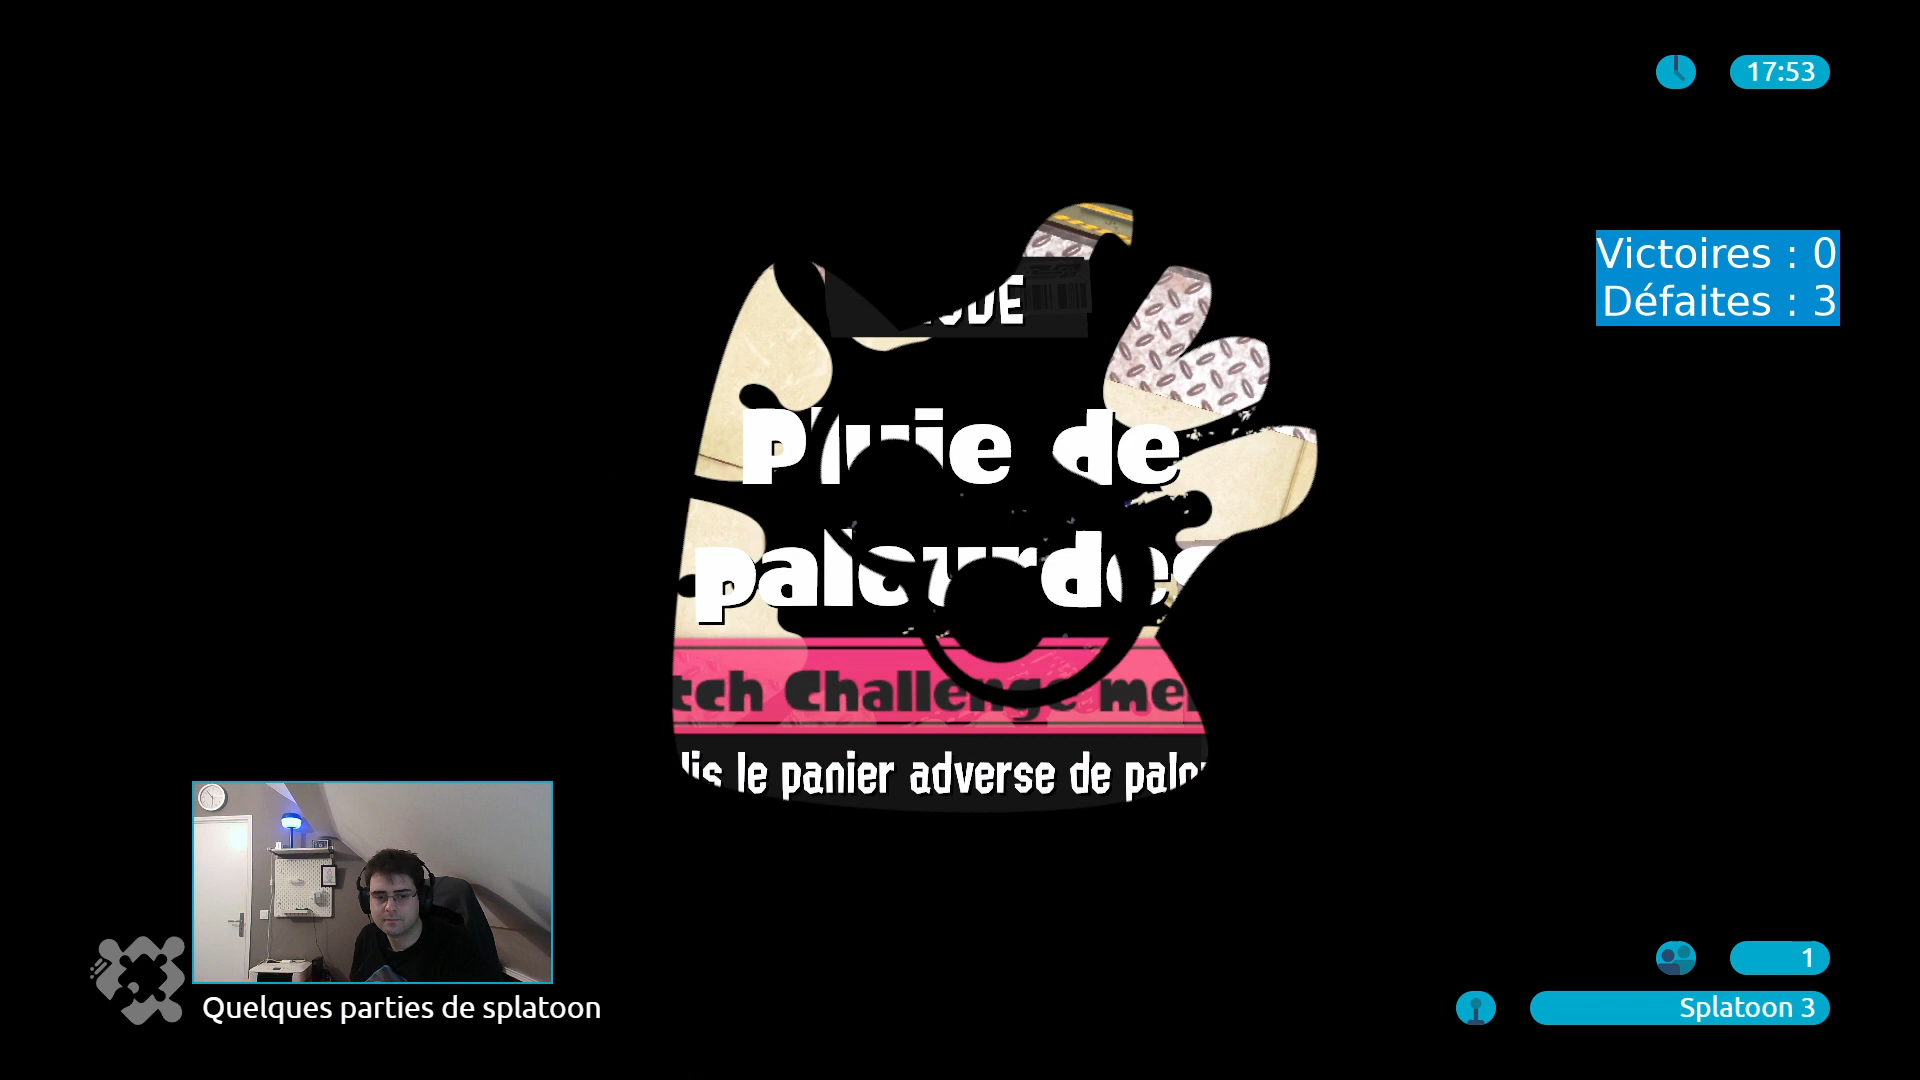 17:53
Victoires : 0
Défaites : 3
Pluie de
palourdes
tch Challenge me
lis le panier adverse de palo
1
Quelques parties de splatoon
Splatoon 3